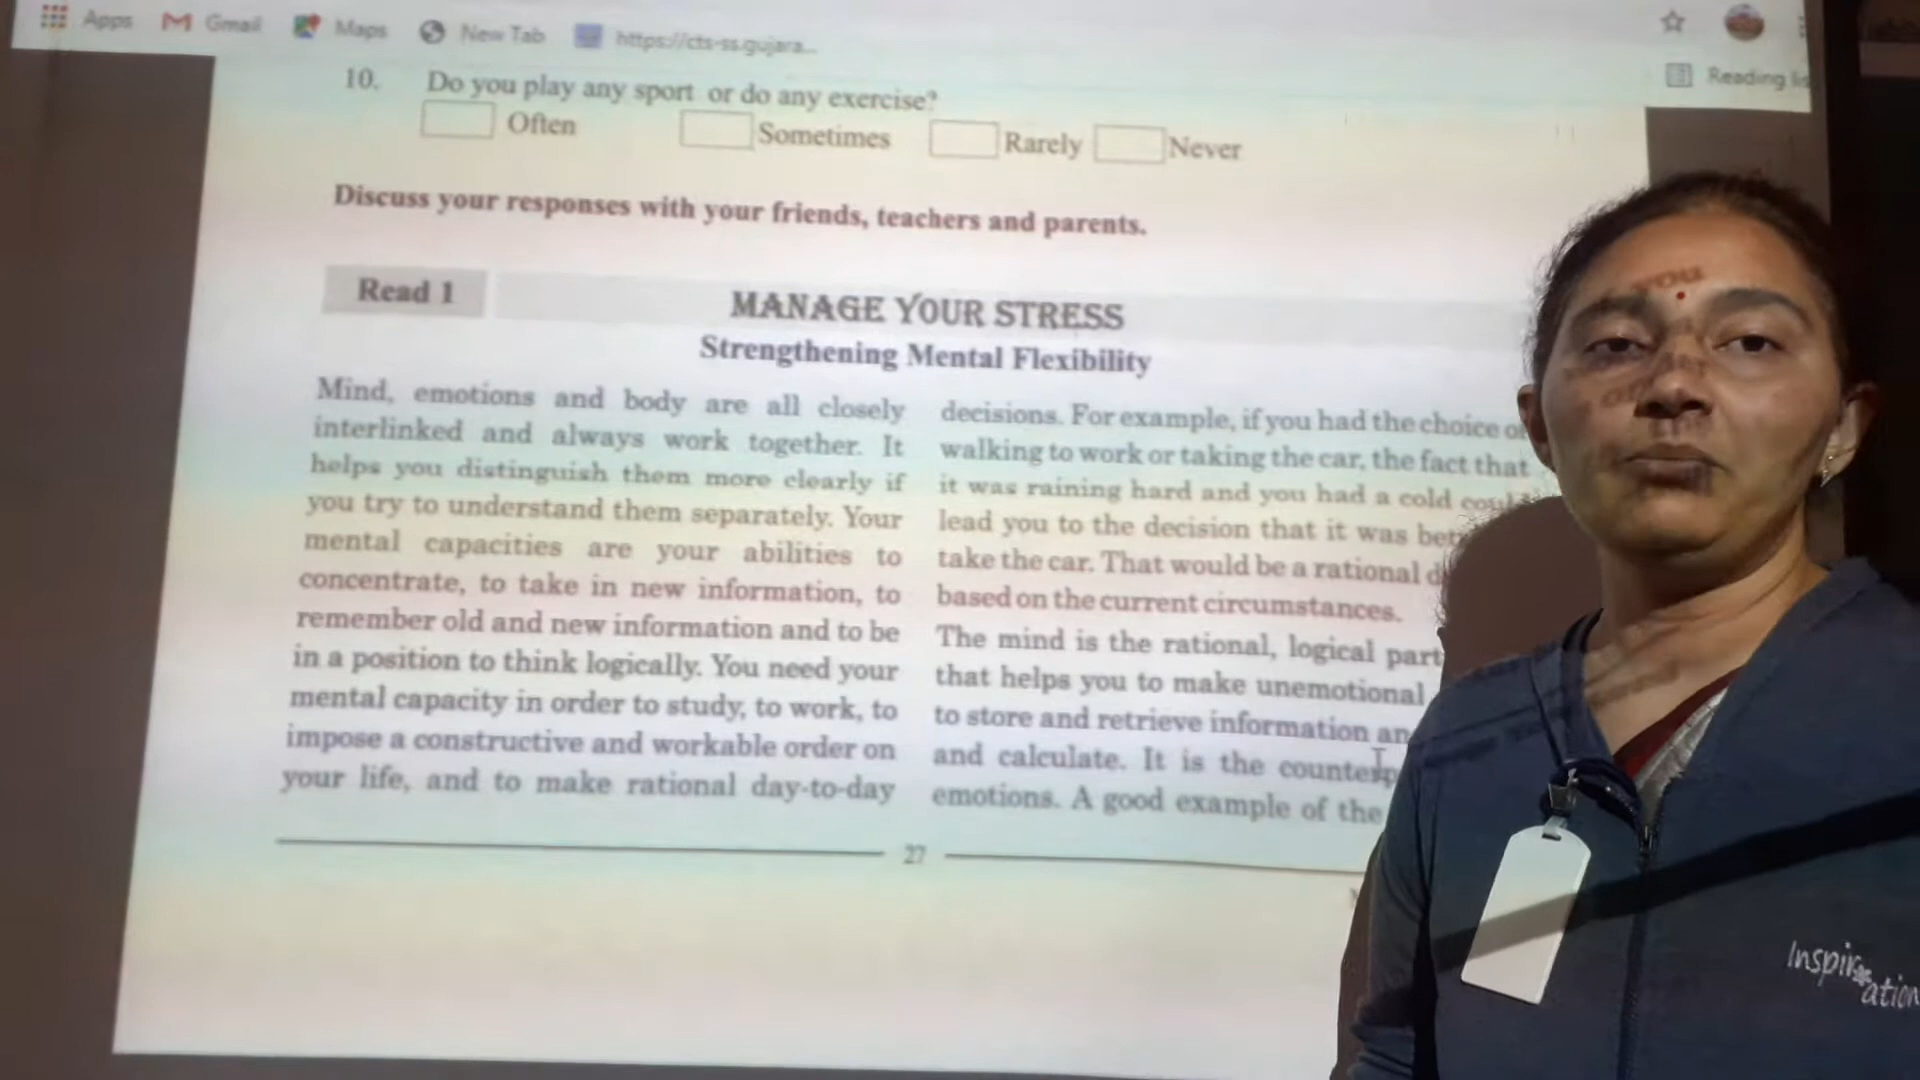 Apps Gmail Maps New Tab https://cts-ss.gujara...
Reading lis
10. Do you play any sport or do any exercise?
Often Sometimes Rarely Never
Discuss your responses with your friends, teachers and parents.
Read 1
MANAGE YOUR STRESS
Strengthening Mental Flexibility
Mind, emotions and body are all closely
interlinked and always work together. It
helps you distinguish them more clearly if
you try to understand them separately. Your
mental capacities are your abilities to
concentrate, to take in new information, to
remember old and new information and to be
in a position to think logically. You need your
mental capacity in order to study, to work, to
impose a constructive and workable order on
your life, and to make rational day-to-day
decisions. For example, if you had the choice
walking to work or taking the car, the fact that
it was raining hard and you had a cold
lead you to the decision that it was
take the car. That would be a rational
based on the current circumstances.
The mind is the rational, logical part
that helps you to make unemotional
to store and retrieve information
and calculate. It is the
emotions. A good example of the
27
Inspir
ation